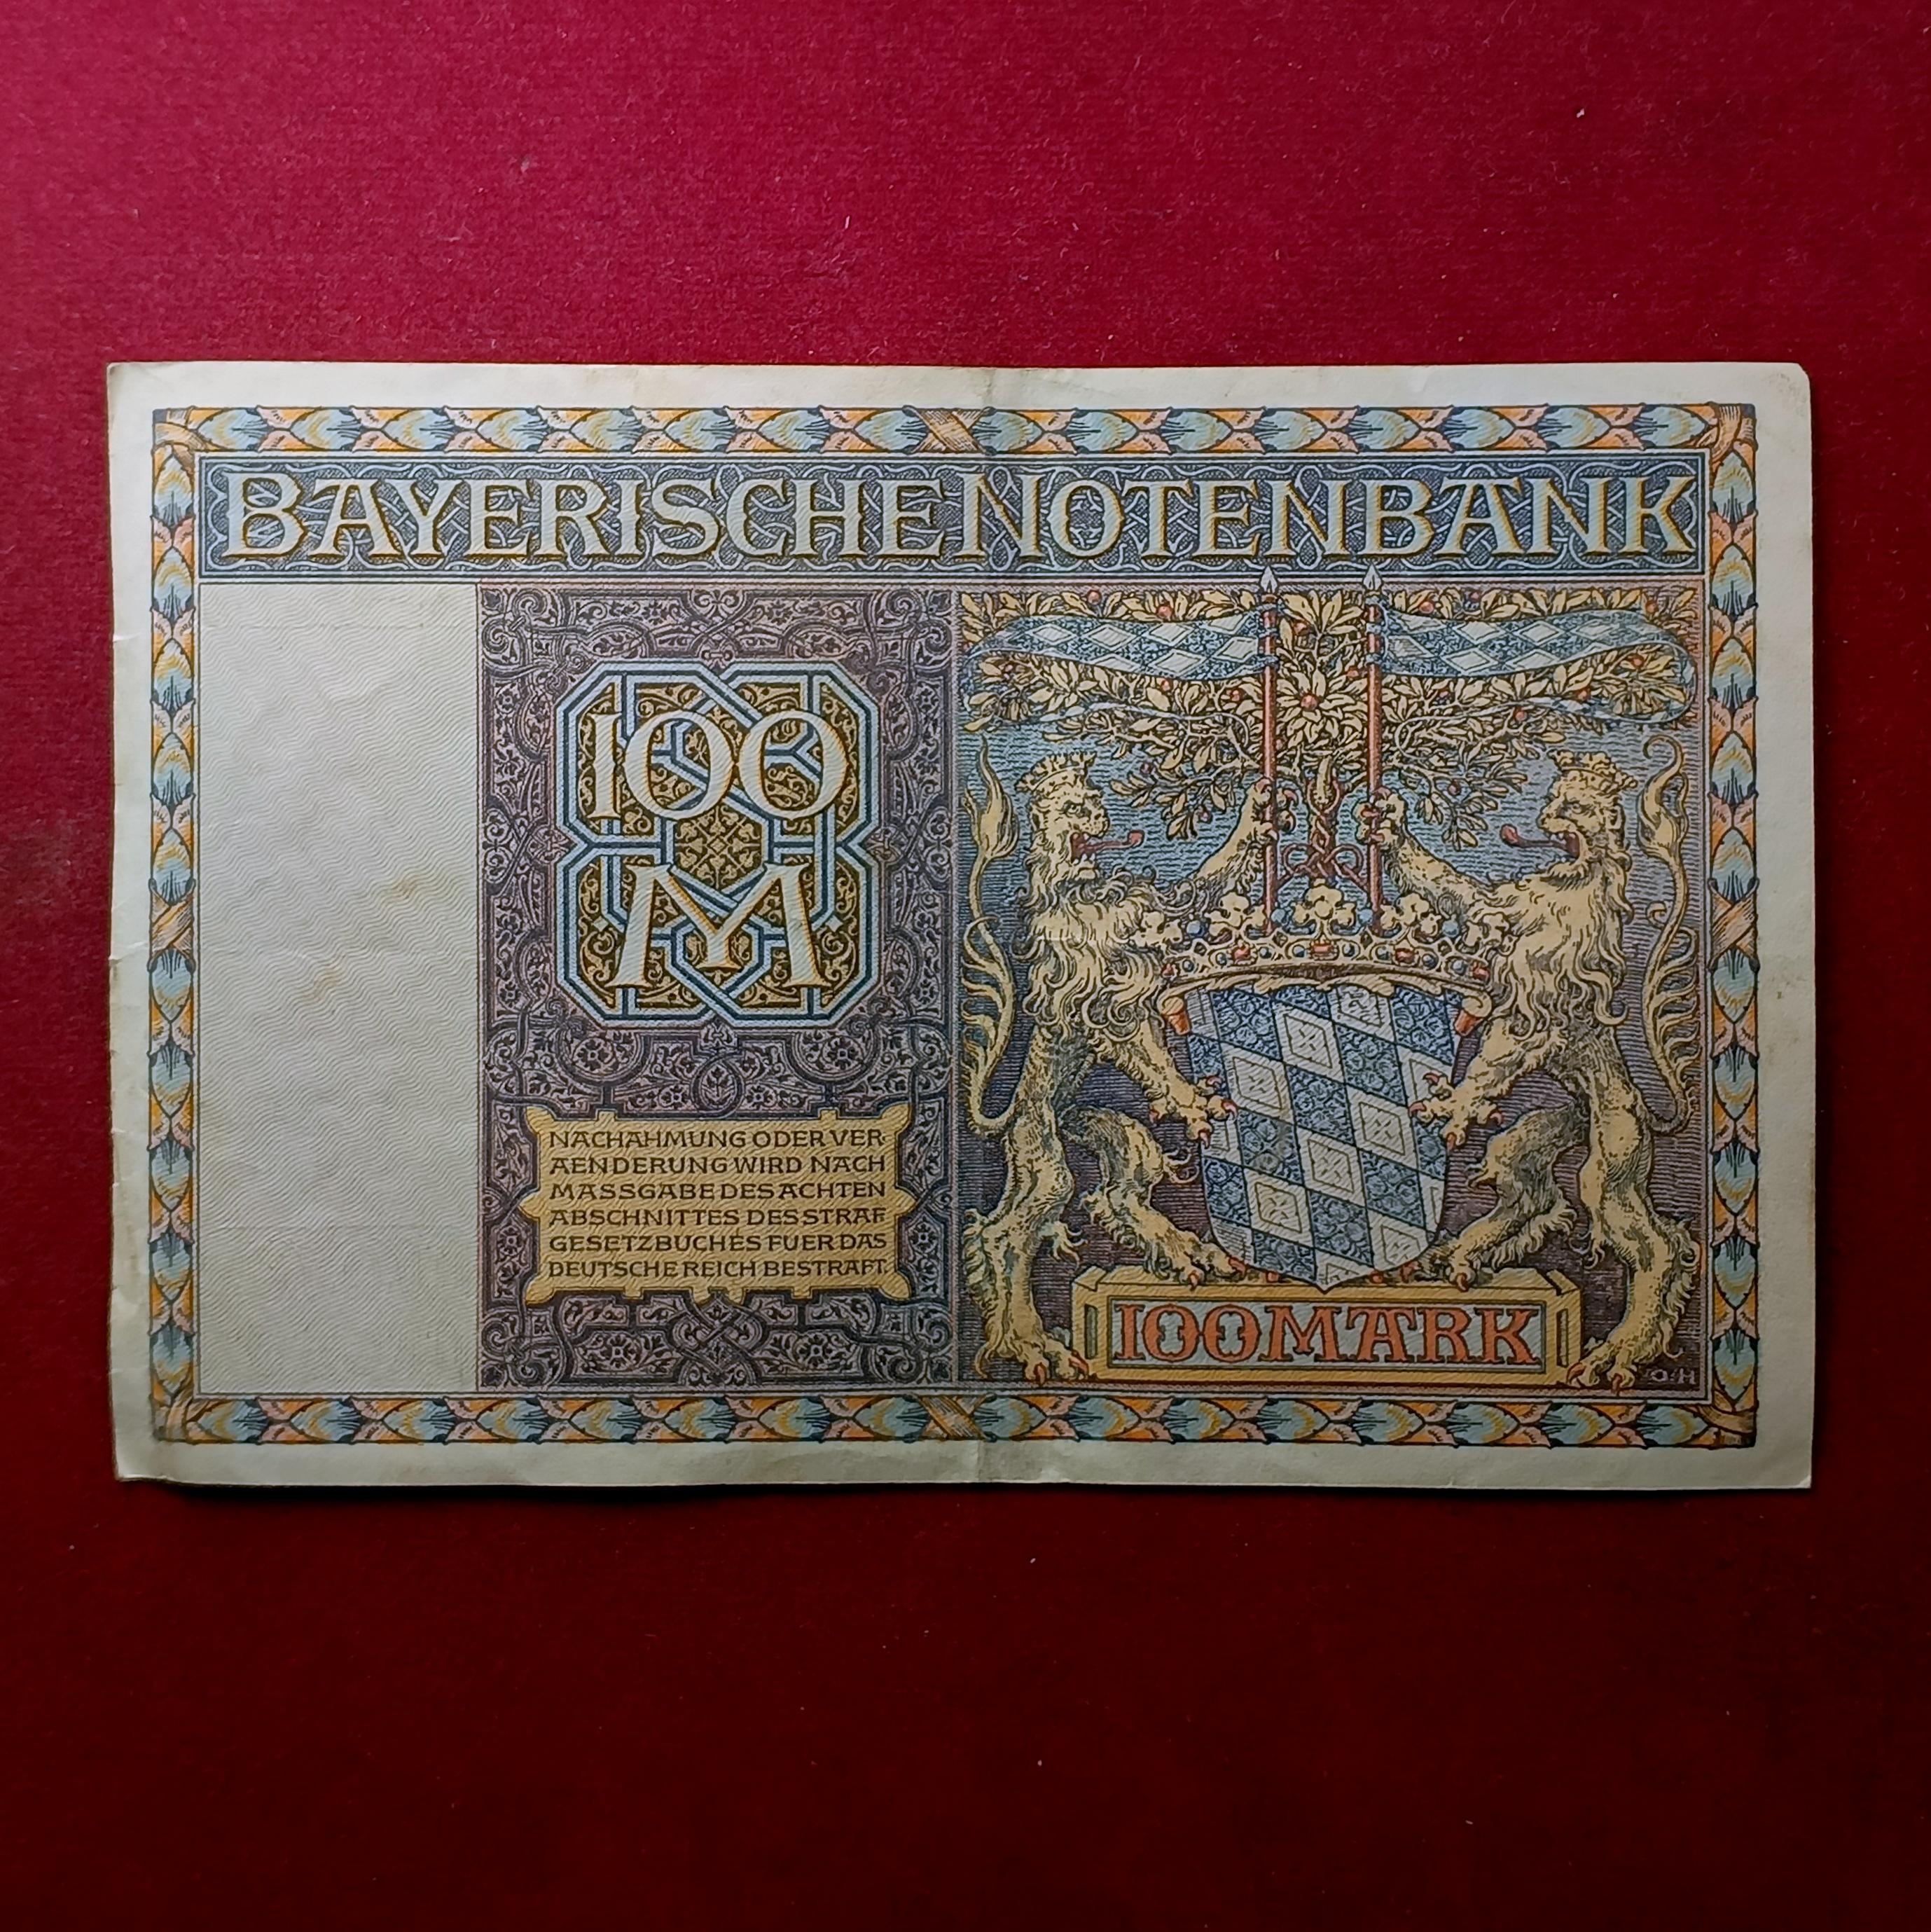 BAYERISCHE NOTENBANK
100
M
NACHAHMUNG ODER VER-
AENDERUNG WIRD NACH
MASSGABE DES ACHTEN
ABSCHNITTES DES STRAF-
GESETZBUCHES FUER DAS
DEUTSCHE REICH BESTRAFT.
100 MARK
O·H